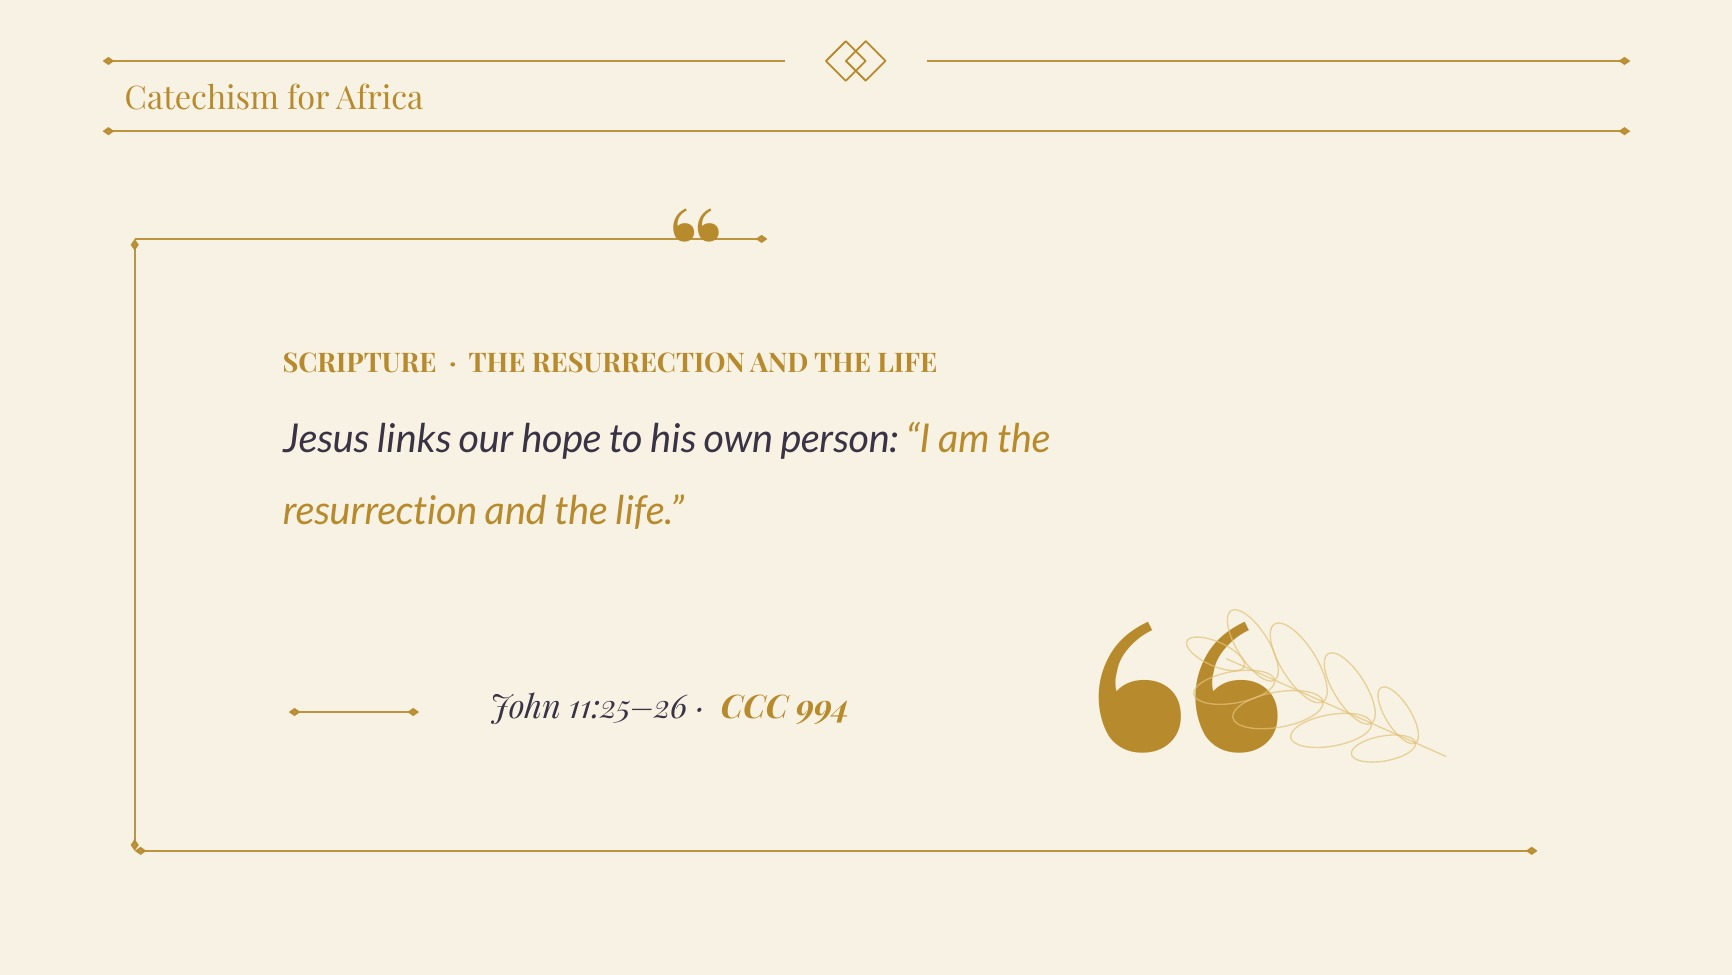 Catechism for Africa
SCRIPTURE · THE RESURRECTION AND THE LIFE
Jesus links our hope to his own person: “I am the
resurrection and the life.”
John 11:25–26 · CCC 994